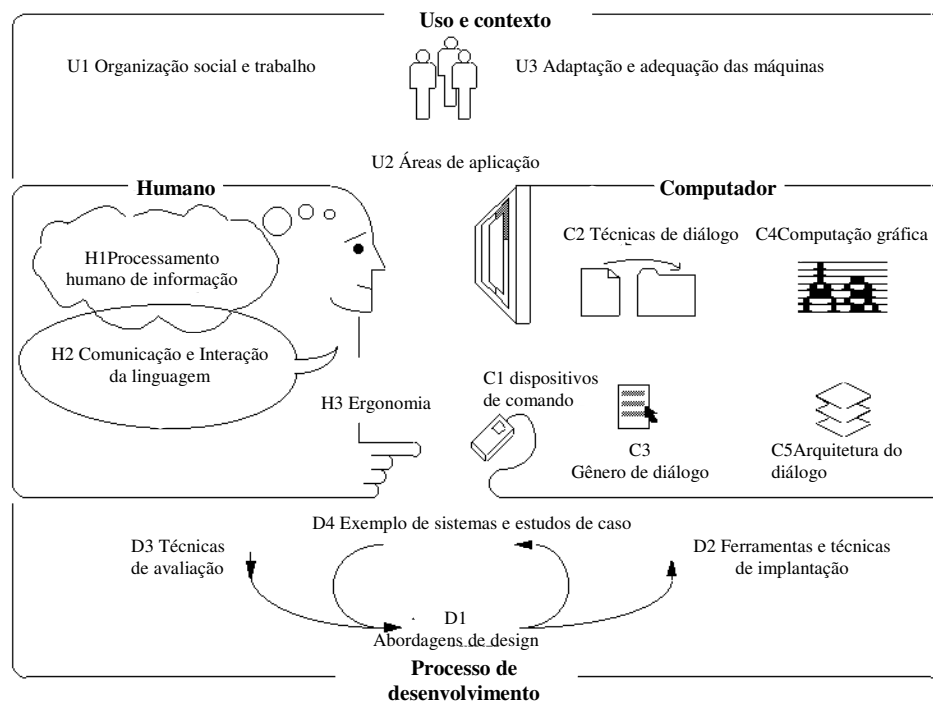 Uso e contexto
U1 Organização social e trabalho
U3 Adaptação e adequação das máquinas
U2 Áreas de aplicação
Humano
H1Processamento
humano de informação
H2 Comunicação e Interação
da linguagem
H3 Ergonomia
Computador
C2 Técnicas de diálogo
C4Computação gráfica
C1 dispositivos
de comando
C3
Gênero de diálogo
C5Arquitetura do
diálogo
D4 Exemplo de sistemas e estudos de caso
D3 Técnicas
de avaliação
D2 Ferramentas e técnicas
de implantação
D1
Abordagens de design
Processo de
desenvolvimento